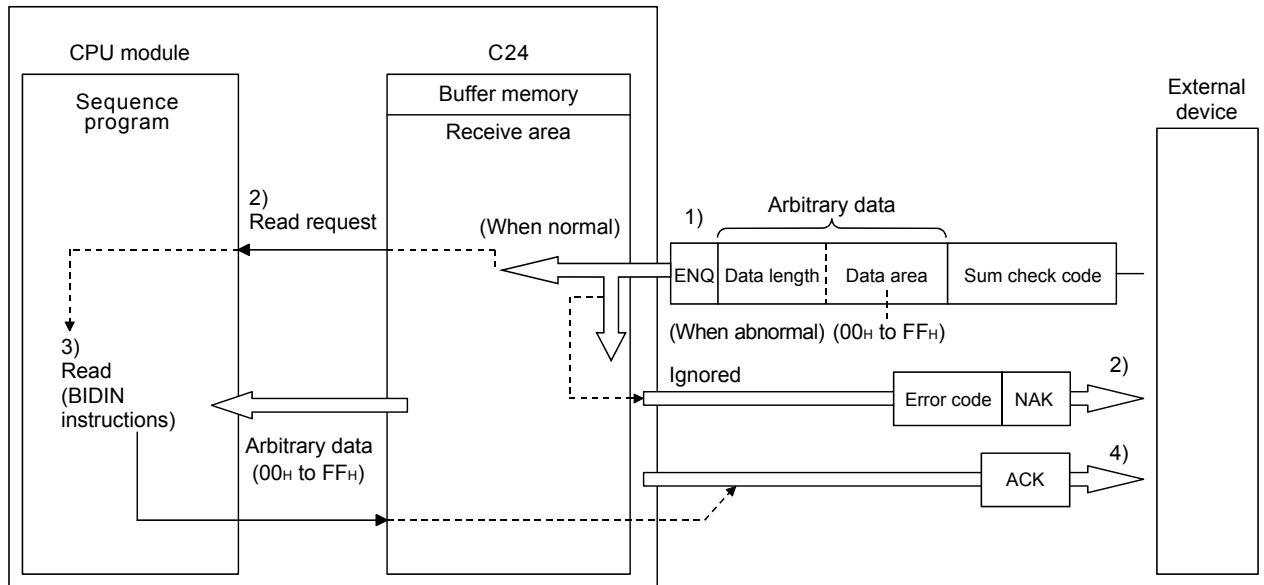 CPU module
C24
Buffer memory
Sequence
program
Receive area
External
device
2)
Read request
(When normal)
1)
Arbitrary data
ENQ
Data length
Data area
Sum check code
(When abnormal)
(00H to FFH)
3)
Read
(BIDIN
instructions)
Ignored
Error code
NAK
2)
Arbitrary data
(00H to FFH)
ACK
4)